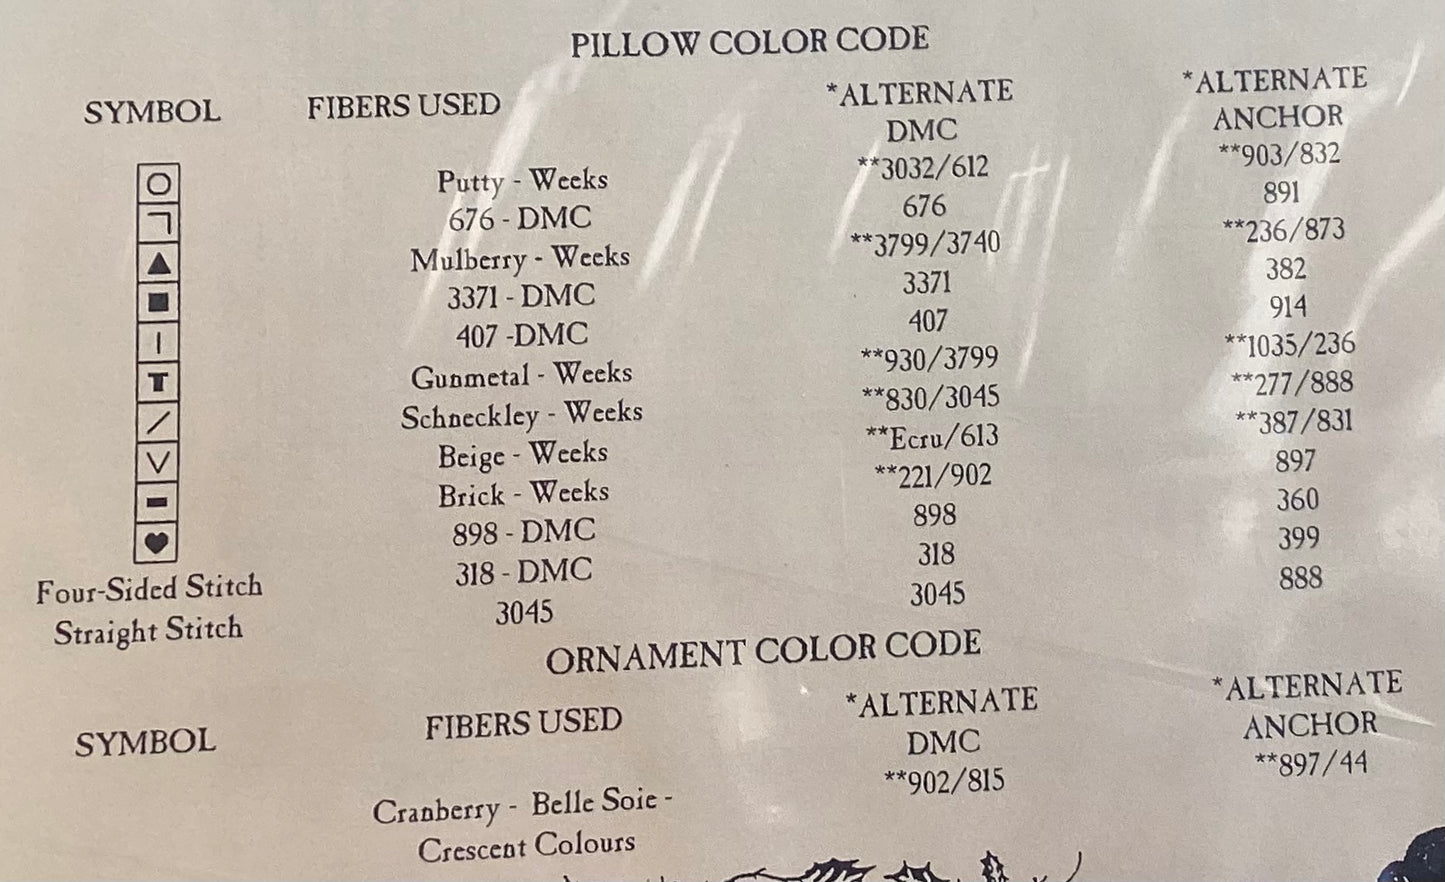 PILLOW COLOR CODE
SYMBOL FIBERS USED *ALTERNATE DMC *ALTERNATE ANCHOR
Putty - Weeks **3032/612 **903/832
676 - DMC 676 891
Mulberry - Weeks **3799/3740 **236/873
3371 - DMC 3371 382
407 -DMC 407 914
Gunmetal - Weeks **930/3799 **1035/236
Schneckley - Weeks **830/3045 **277/888
Beige - Weeks **Ecru/613 **387/831
Brick - Weeks **221/902 897
898 - DMC 898 360
Four-Sided Stitch 318 - DMC 318 399
Straight Stitch 3045 3045 888
ORNAMENT COLOR CODE
SYMBOL FIBERS USED *ALTERNATE DMC *ALTERNATE ANCHOR
Cranberry - Belle Soie - **902/815 **897/44
Crescent Colours